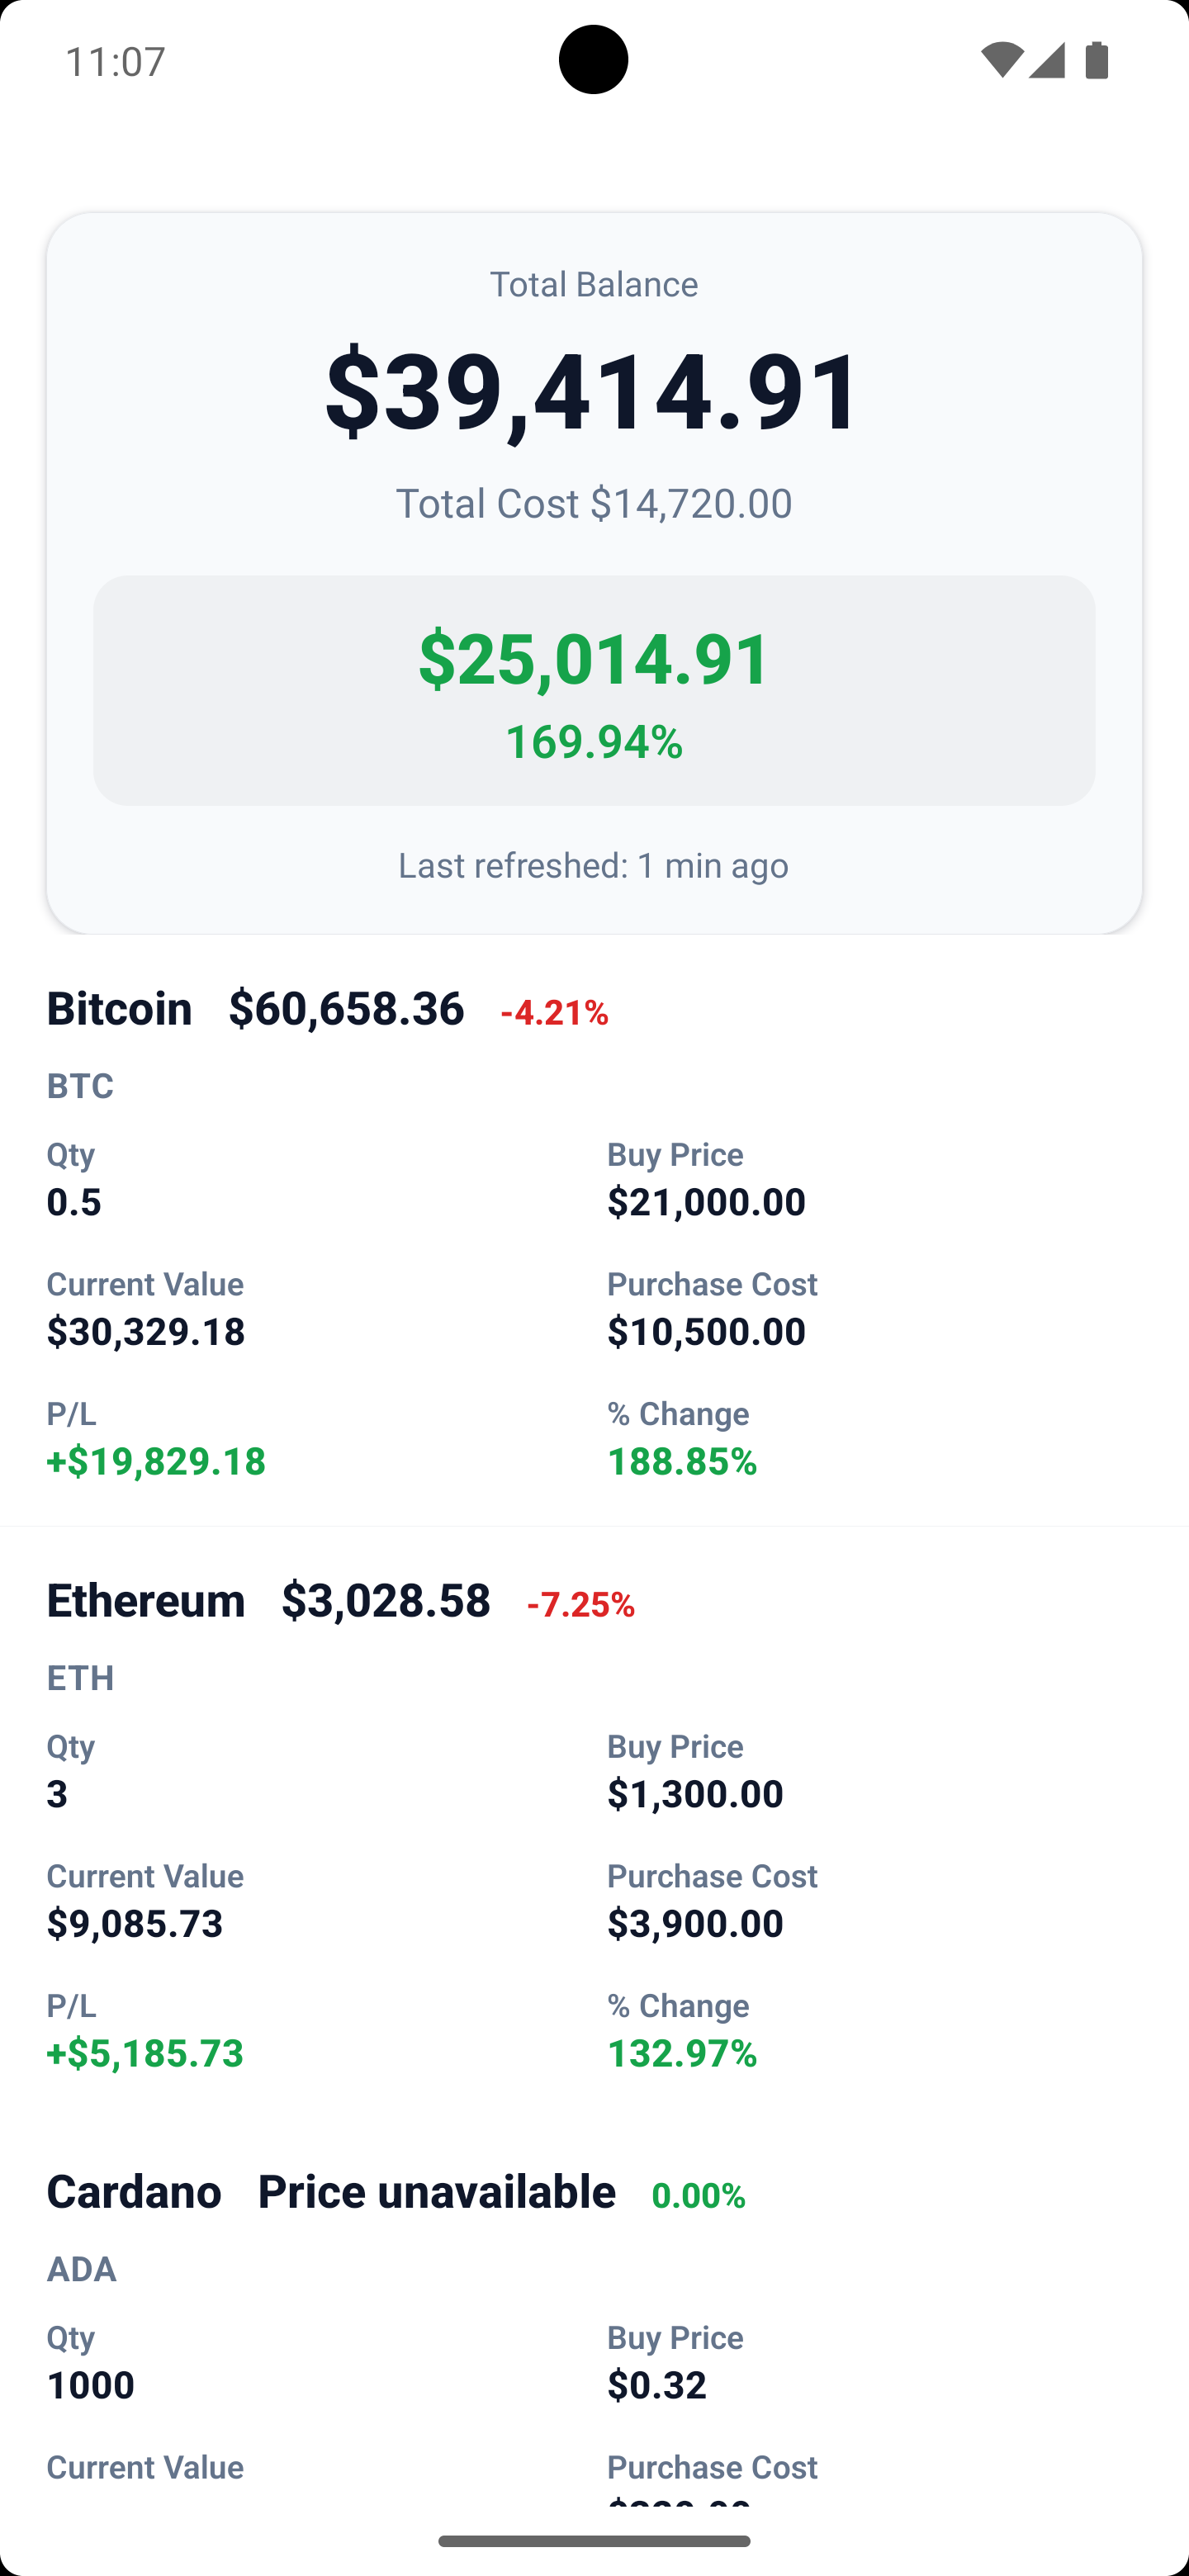 11:07
Total Balance
$39,414.91
Total Cost $14,720.00
$25,014.91
169.94%
Last refreshed: 1 min ago
Bitcoin $60,658.36 -4.21%
BTC
Qty Buy Price
0.5 $21,000.00
Current Value Purchase Cost
$30,329.18 $10,500.00
P/L % Change
+$19,829.18 188.85%
Ethereum $3,028.58 -7.25%
ETH
Qty Buy Price
3 $1,300.00
Current Value Purchase Cost
$9,085.73 $3,900.00
P/L % Change
+$5,185.73 132.97%
Cardano Price unavailable 0.00%
ADA
Qty Buy Price
1000 $0.32
Current Value Purchase Cost